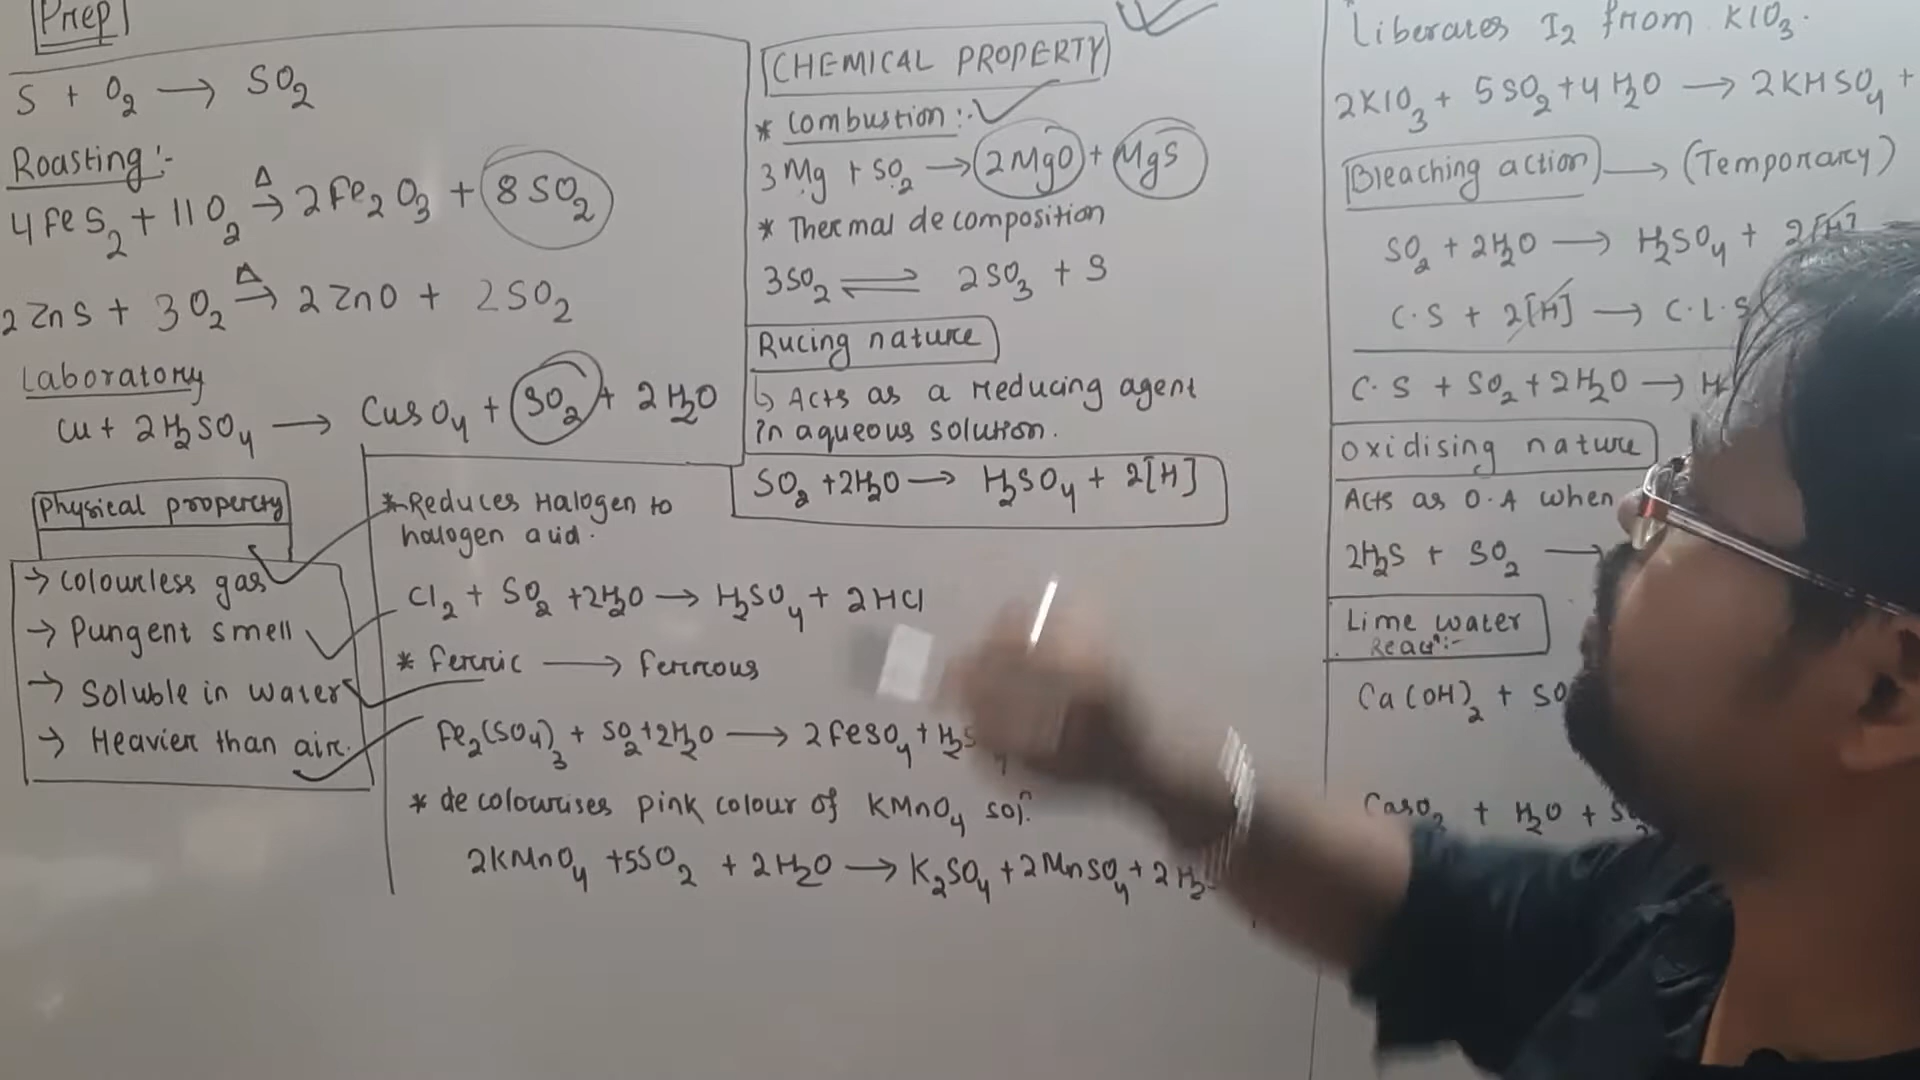 Prep
S + O₂ → SO₂
Roasting :-
4FeS₂ + 11O₂ →Δ 2Fe₂O₃ + 8SO₂
2ZnS + 3O₂ →Δ 2ZnO + 2SO₂
Laboratory
Cu + 2H₂SO₄ → CuSO₄ + SO₂ + 2H₂O
Physical property
→ Colourless gas
→ Pungent smell
→ Soluble in water
→ Heavier than air.
* Reduces Halogen to
halogen acid.
Cl₂ + SO₂ + 2H₂O → H₂SO₄ + 2HCl
* Ferric → Ferrous
Fe₂(SO₄)₃ + SO₂ + 2H₂O → 2FeSO₄ + H₂S
* decolourises pink colour of KMnO₄ solⁿ.
2KMnO₄ + 5SO₂ + 2H₂O → K₂SO₄ + 2MnSO₄ + 2H₂
CHEMICAL PROPERTY
* Combustion :-
3Mg + SO₂ → 2MgO + MgS
* Thermal decomposition
3SO₂ ⇌ 2SO₃ + S
Rucing nature
↳ Acts as a reducing agent
in aqueous solution.
SO₂ + 2H₂O → H₂SO₄ + 2[H]
* Liberates I₂ from KIO₃.
2KIO₃ + 5SO₂ + 4H₂O → 2KHSO₄ +
Bleaching action → (Temporary)
SO₂ + 2H₂O → H₂SO₄ + 2[H]
C.S + 2[H] → C.L.S
C.S + SO₂ + 2H₂O → H
Oxidising nature
Acts as O.A when
2H₂S + SO₂ →
Lime water
Reacⁿ:-
Ca(OH)₂ + SO
CaSO₃ + H₂O + S